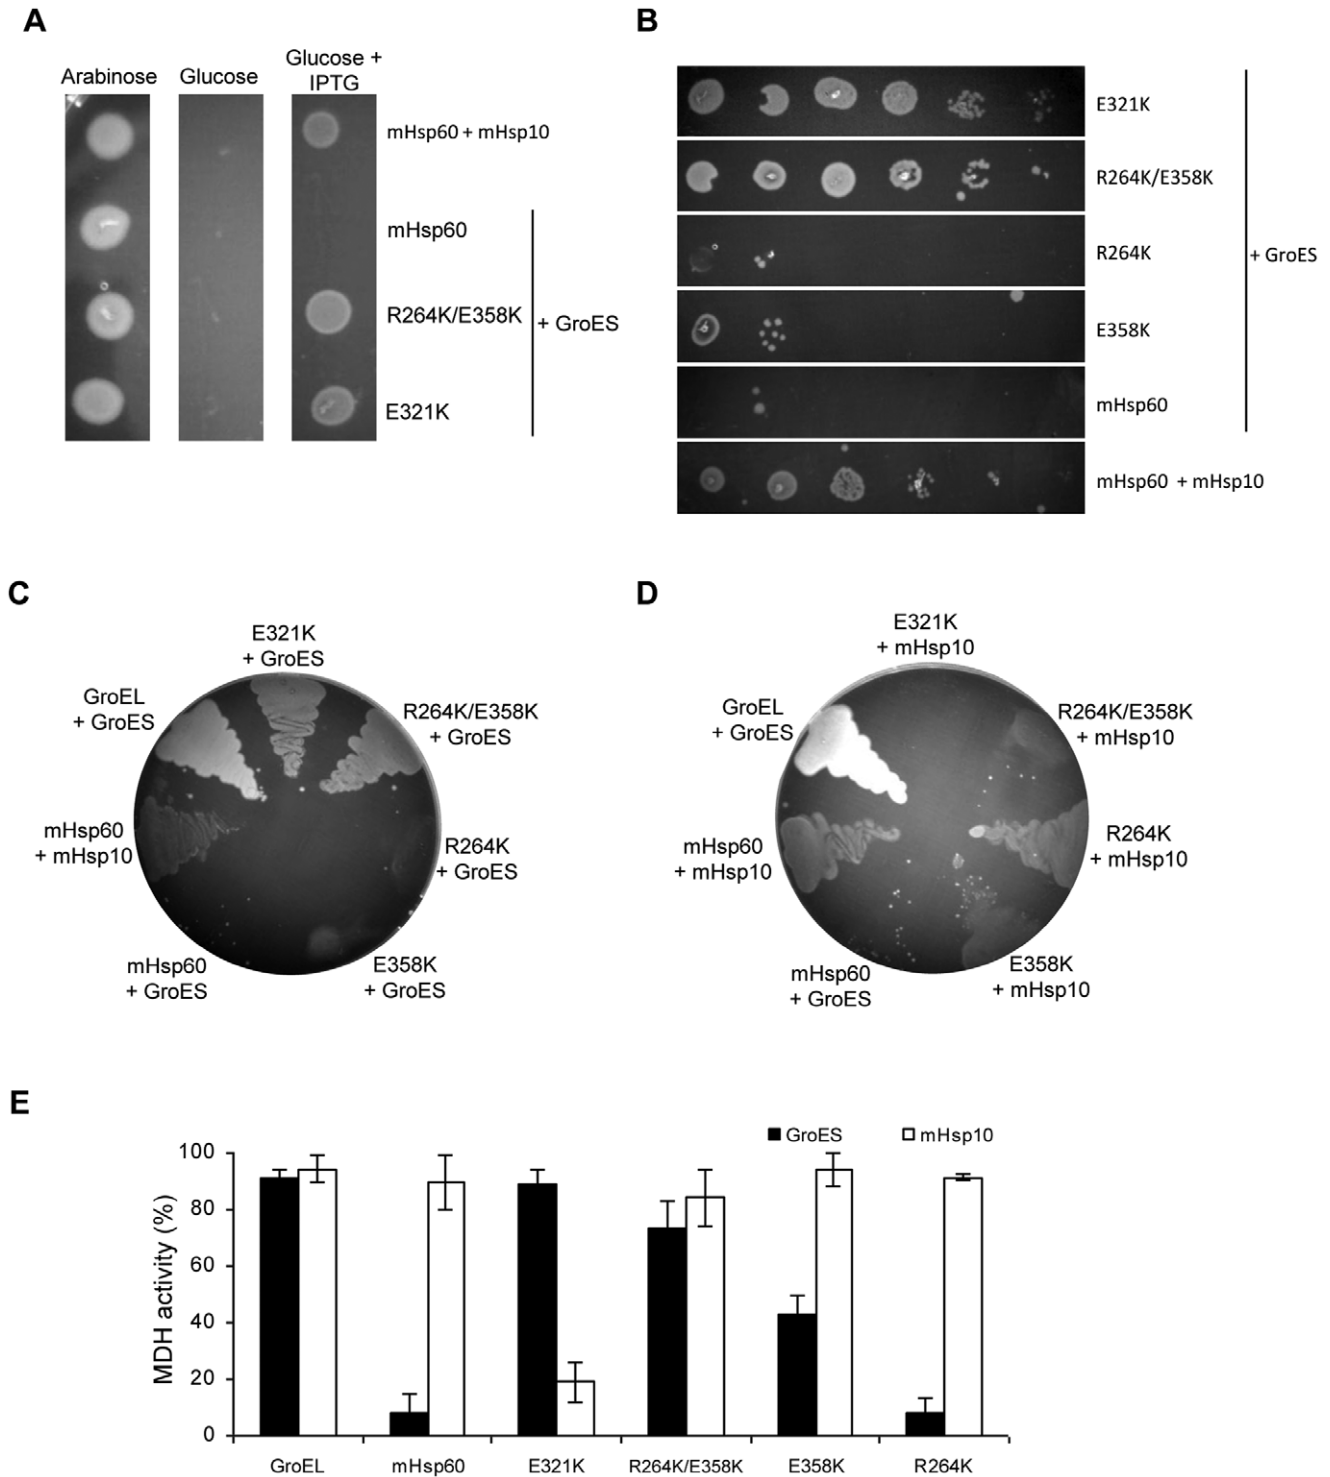 A
Arabinose
Glucose
Glucose +
IPTG
mHsp60 + mHsp10
mHsp60
R264K/E358K
E321K
+ GroES
B
E321K
R264K/E358K
R264K
E358K
mHsp60
mHsp60 + mHsp10
+ GroES
C
E321K
+ GroES
GroEL
+ GroES
R264K/E358K
+ GroES
mHsp60
+ mHsp10
R264K
+ GroES
mHsp60
+ GroES
E358K
+ GroES
D
E321K
+ mHsp10
GroEL
+ GroES
R264K/E358K
+ mHsp10
mHsp60
+ mHsp10
R264K
+ mHsp10
mHsp60
+ GroES
E358K
+ mHsp10
E
GroES
mHsp10
MDH activity (%)
100
80
60
40
20
0
GroEL
mHsp60
E321K
R264K/E358K
E358K
R264K